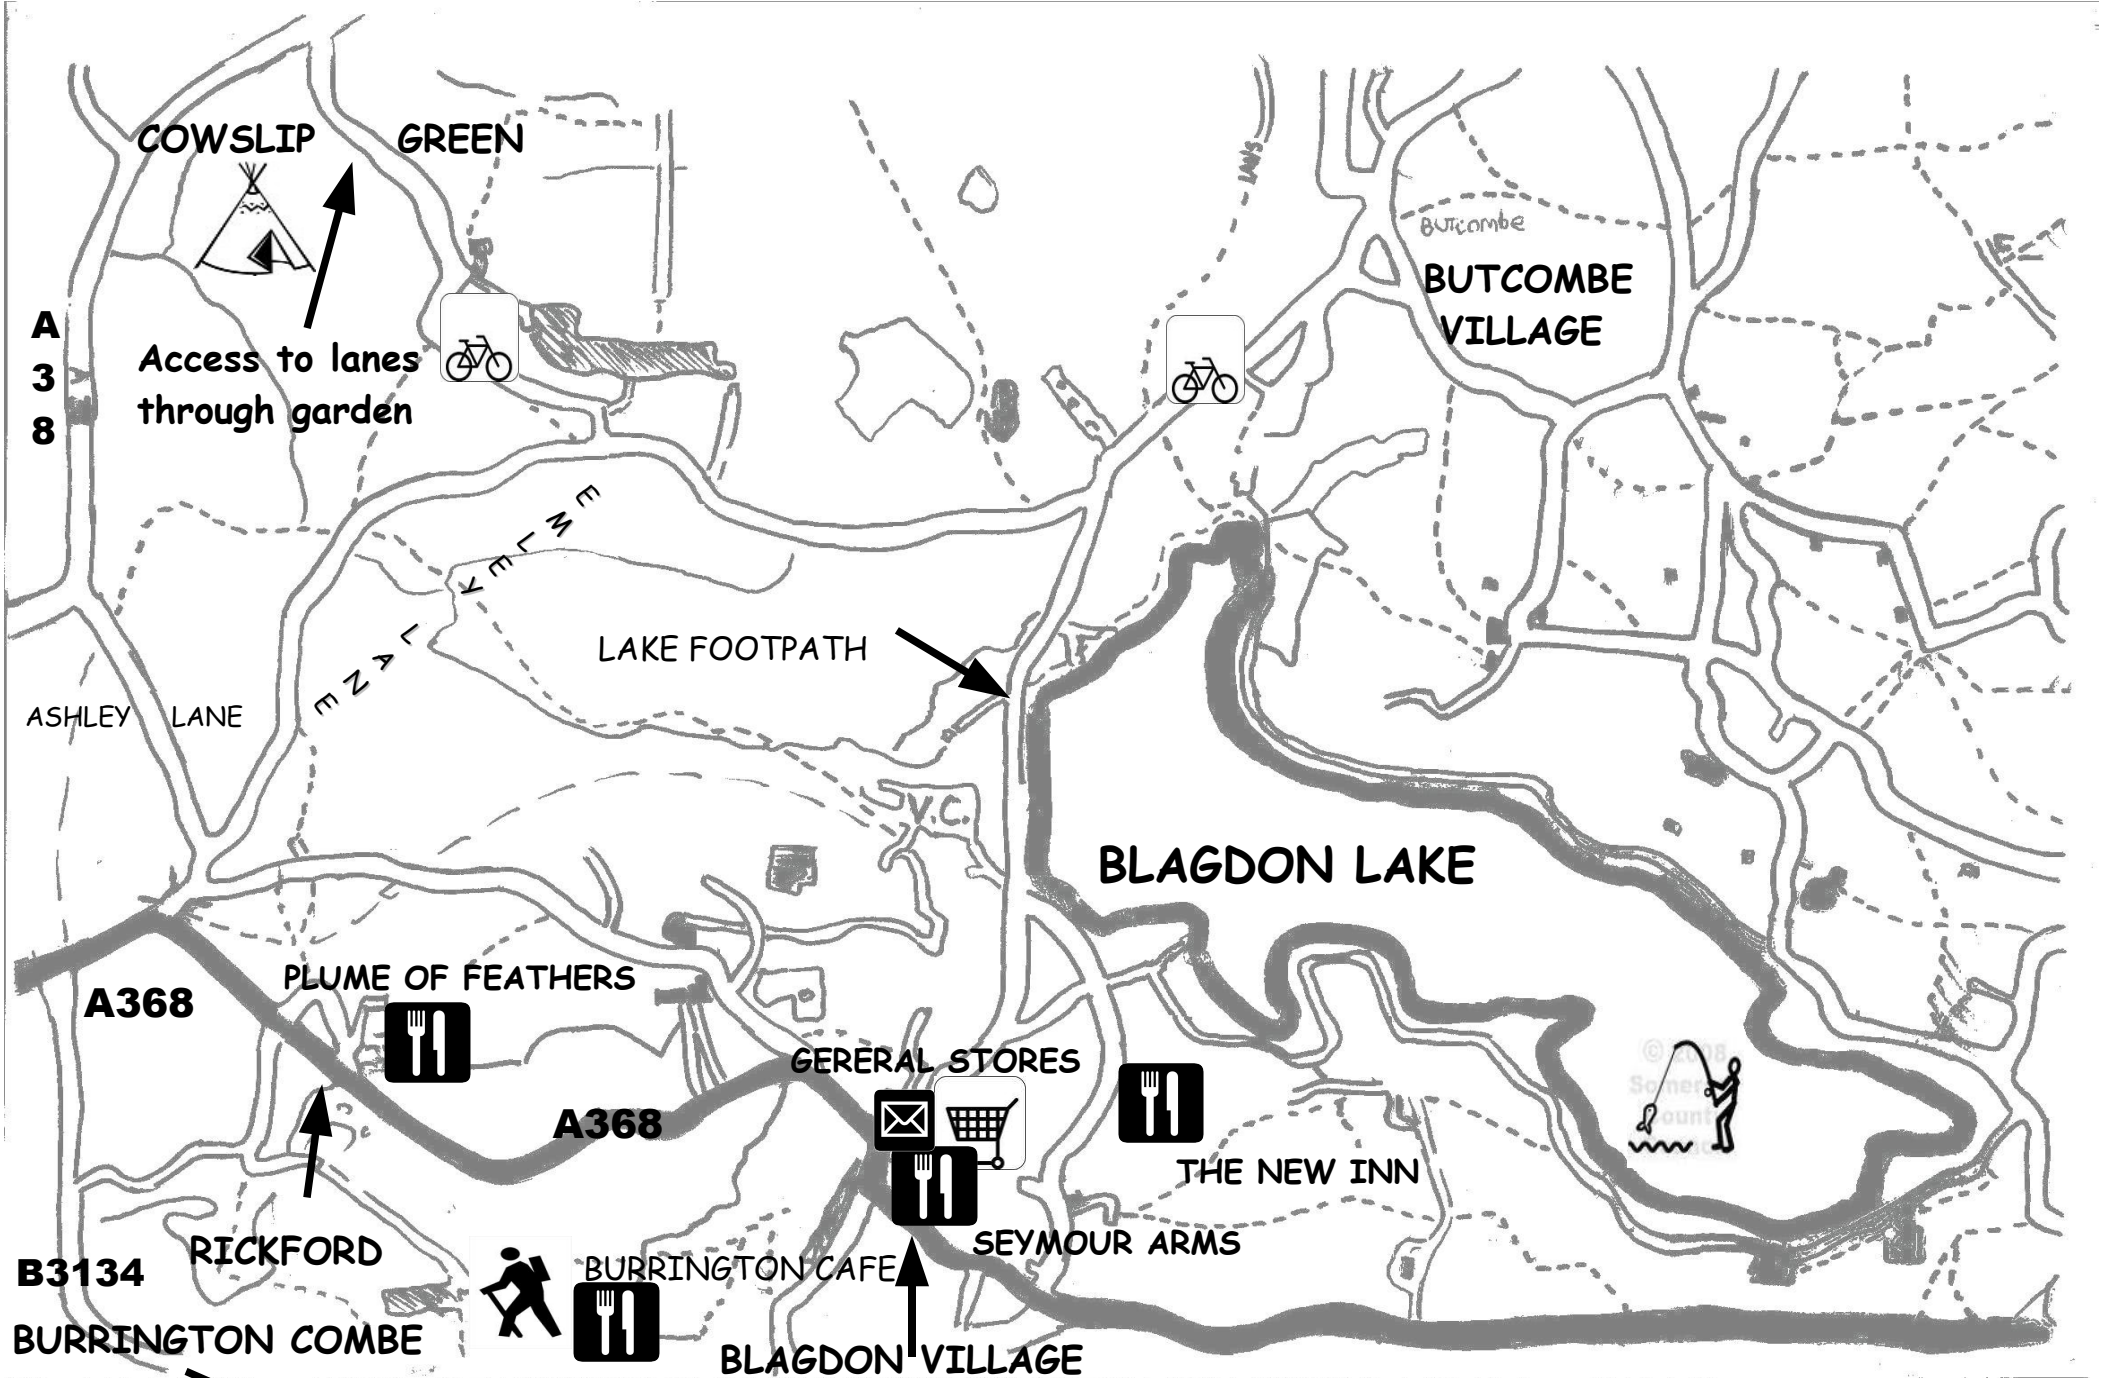 COWSLIP GREEN
Butcombe
BUTCOMBE
VILLAGE
A
3
8
Access to lanes
through garden
EMLEY LANE
LAKE FOOTPATH
ASHLEY LANE
V.C.
BLAGDON LAKE
PLUME OF FEATHERS
A368
GERERAL STORES
© 2008
A368
THE NEW INN
RICKFORD
SEYMOUR ARMS
B3134
BURRINGTON CAFE
BURRINGTON COMBE
BLAGDON VILLAGE